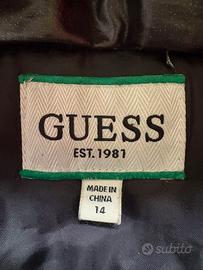 GUESS
EST. 1981
MADE IN
CHINA
14
subito